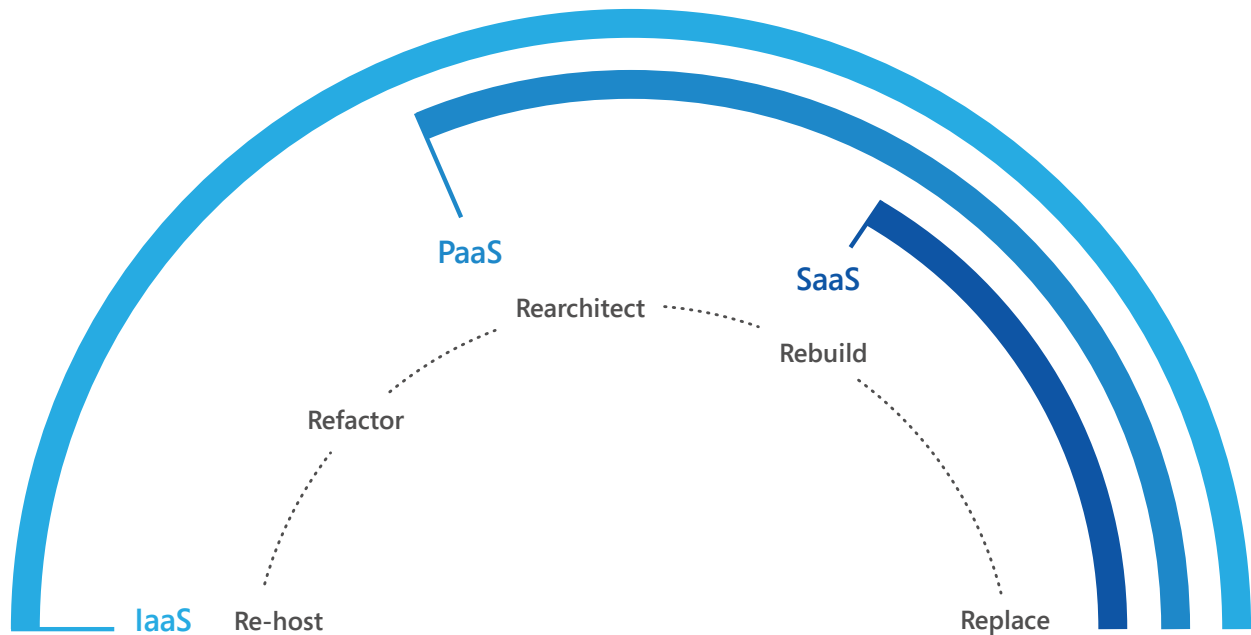 PaaS
SaaS
Rearchitect
Rebuild
Refactor
IaaS
Re-host
Replace